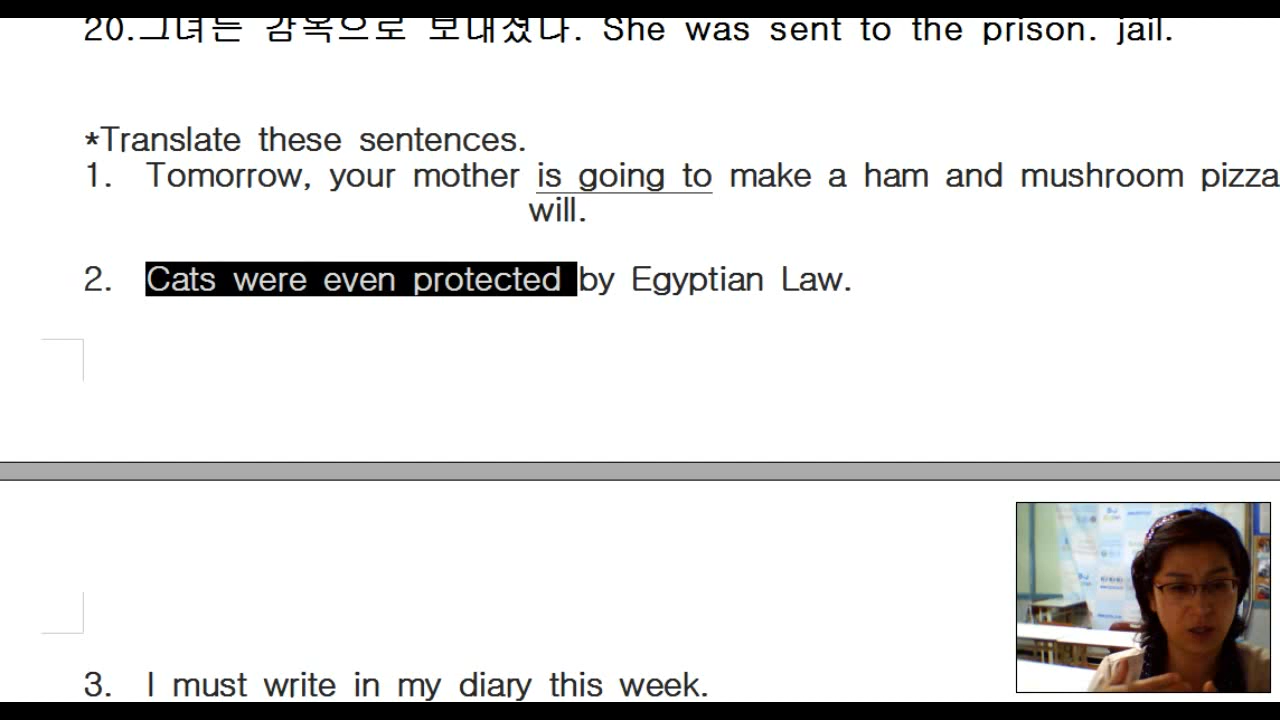 20.그녀는 감옥으로 보내졌다. She was sent to the prison. jail.
*Translate these sentences.
1. Tomorrow, your mother is going to make a ham and mushroom pizza
will.
2. Cats were even protected by Egyptian Law.
3. I must write in my diary this week.